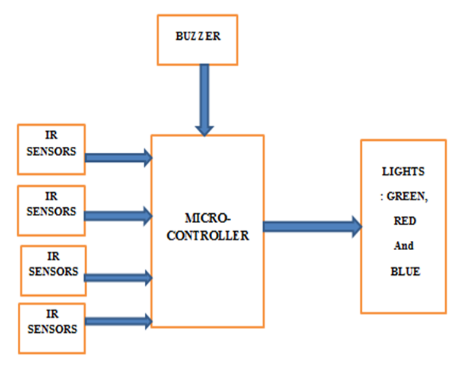 BUZZER
IR
SENSORS
IR
SENSORS
IR
SENSORS
IR
SENSORS
MICRO-
CONTROLLER
LIGHTS
: GREEN,
RED
And
BLUE